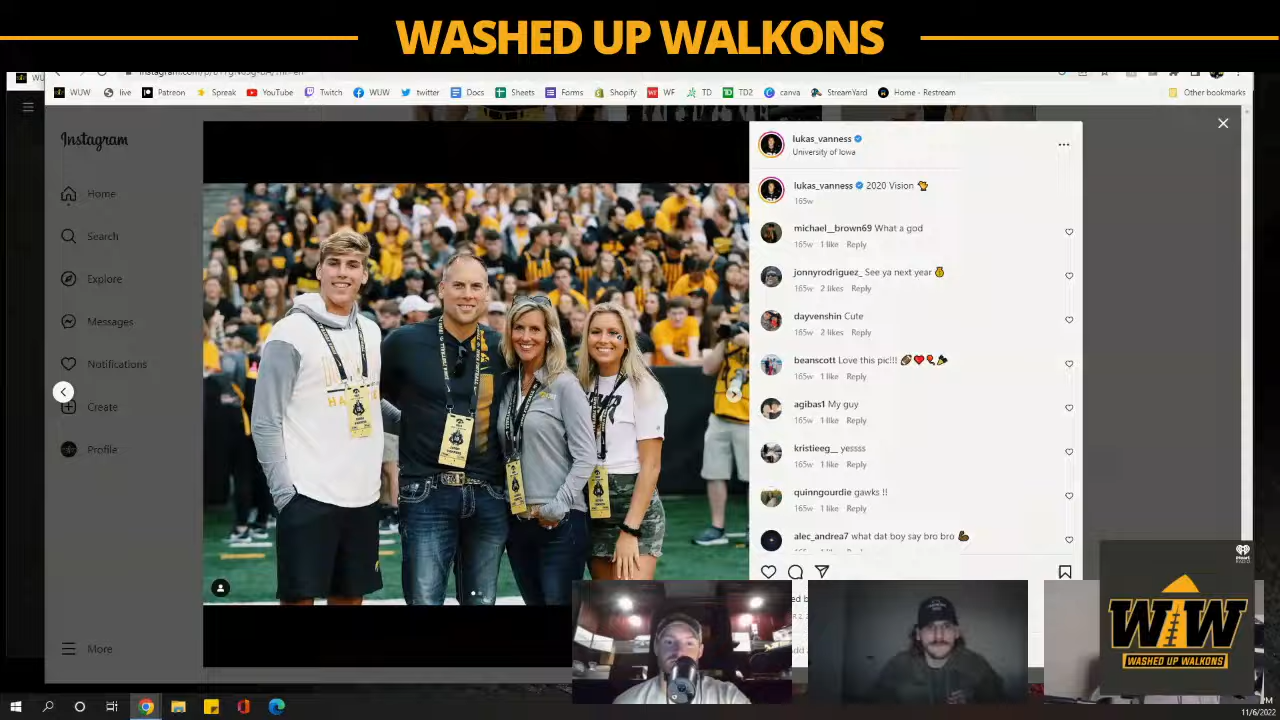 WASHED UP WALKONS
WUW
live
Patreon
Spreak
YouTube
Twitch
WUW
twitter
Docs
Sheets
Forms
Shopify
WF
TD
TD2
canva
StreamYard
Home - Restream
Other bookmarks
Instagram
Home
Search
Explore
Messages
Notifications
Create
Profile
More
lukas_vanness
University of Iowa
lukas_vanness 2020 Vision
165w
michael__brown69 What a god
165w 1 like Reply
jonnyrodriguez_ See ya next year
165w 2 likes Reply
dayvenshin Cute
165w 2 likes Reply
beanscott Love this pic!!!
165w 1 like Reply
agibas1 My guy
165w 1 like Reply
kristieeg__ yessss
165w 1 like Reply
quinngourdie gawks !!
165w 1 like Reply
alec_andrea7 what dat boy say bro bro
iHeart
RADIO
WUW
WASHED UP WALKONS
11/6/2022